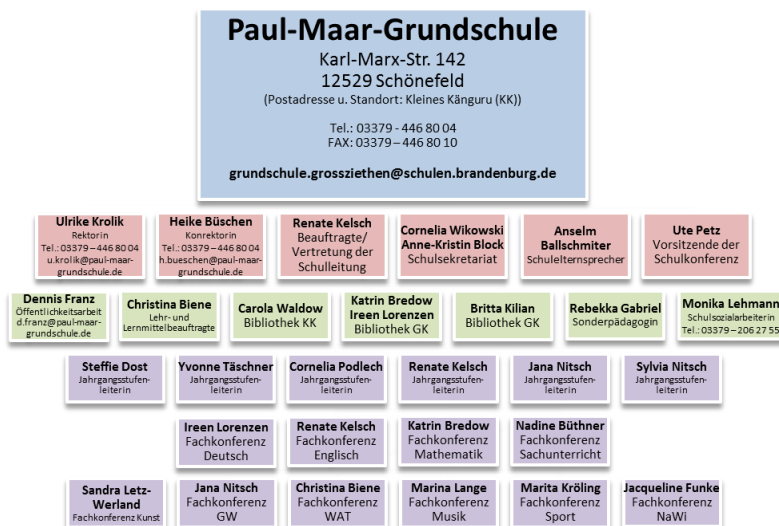 Paul-Maar-Grundschule
Karl-Marx-Str. 142
12529 Schönefeld
(Postadresse u. Standort: Kleines Känguru (KK))
Tel.: 03379 - 446 80 04
FAX: 03379 – 446 80 10
grundschule.grossziethen@schulen.brandenburg.de
Ulrike Krolik
Rektorin
Tel.: 03379 – 446 80 04
u.krolik@paul-maar-
grundschule.de
Heike Büschen
Konrektorin
Tel.: 03379 – 446 80 04
h.bueschen@paul-maar-
grundschule.de
Renate Kelsch
Beauftragte/
Vertretung der
Schulleitung
Cornelia Wikowski
Anne-Kristin Block
Schulsekretariat
Anselm
Ballschmiter
Schulelternsprecher
Ute Petz
Vorsitzende der
Schulkonferenz
Dennis Franz
Öffentlichkeitsarbeit
d.franz@paul-maar-
grundschule.de
Christina Biene
Lehr- und
Lernmittelbeauftragte
Carola Waldow
Bibliothek KK
Katrin Bredow
Ireen Lorenzen
Bibliothek GK
Britta Kilian
Bibliothek GK
Rebekka Gabriel
Sonderpädagogin
Monika Lehmann
Schulsozialarbeiterin
Tel.: 03379 – 206 27 55
Steffie Dost
Jahrgangsstufen-
leiterin
Yvonne Täschner
Jahrgangsstufen-
leiterin
Cornelia Podlech
Jahrgangsstufen-
leiterin
Renate Kelsch
Jahrgangsstufen-
leiterin
Jana Nitsch
Jahrgangsstufen-
leiterin
Sylvia Nitsch
Jahrgangsstufen-
leiterin
Ireen Lorenzen
Fachkonferenz
Deutsch
Renate Kelsch
Fachkonferenz
Englisch
Katrin Bredow
Fachkonferenz
Mathematik
Nadine Büthner
Fachkonferenz
Sachunterricht
Sandra Letz-
Werland
Fachkonferenz Kunst
Jana Nitsch
Fachkonferenz
GW
Christina Biene
Fachkonferenz
WAT
Marina Lange
Fachkonferenz
Musik
Marita Kröling
Fachkonferenz
Sport
Jacqueline Funke
Fachkonferenz
NaWi